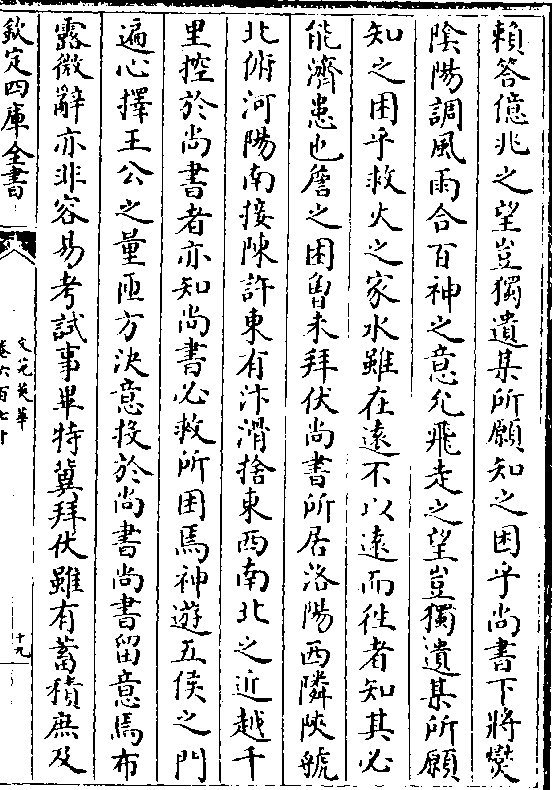 賴答億兆之望豈獨遺某所願知之困乎尚書下將爕
陰陽調風雨合百神之意允飛走之望豈獨遺某所願
知之困乎救火之家水雖在遠不以遠而徃者知其必
能濟患也詹之困魯未拜伏尚書所居洛陽西隣陜虢
北俯河陽南接陳許東有汴滑捨東西南北之近越千
里控於尚書者亦知尚書必救所困焉神遊五侯之門
遍心擇王公之量匝方决意投於尚書尚書留意焉布
露微辭亦非容易考試事畢特冀拜伏雖有蓄積庶及
欽定四庫全書
文苑英華
卷六百七十
十九